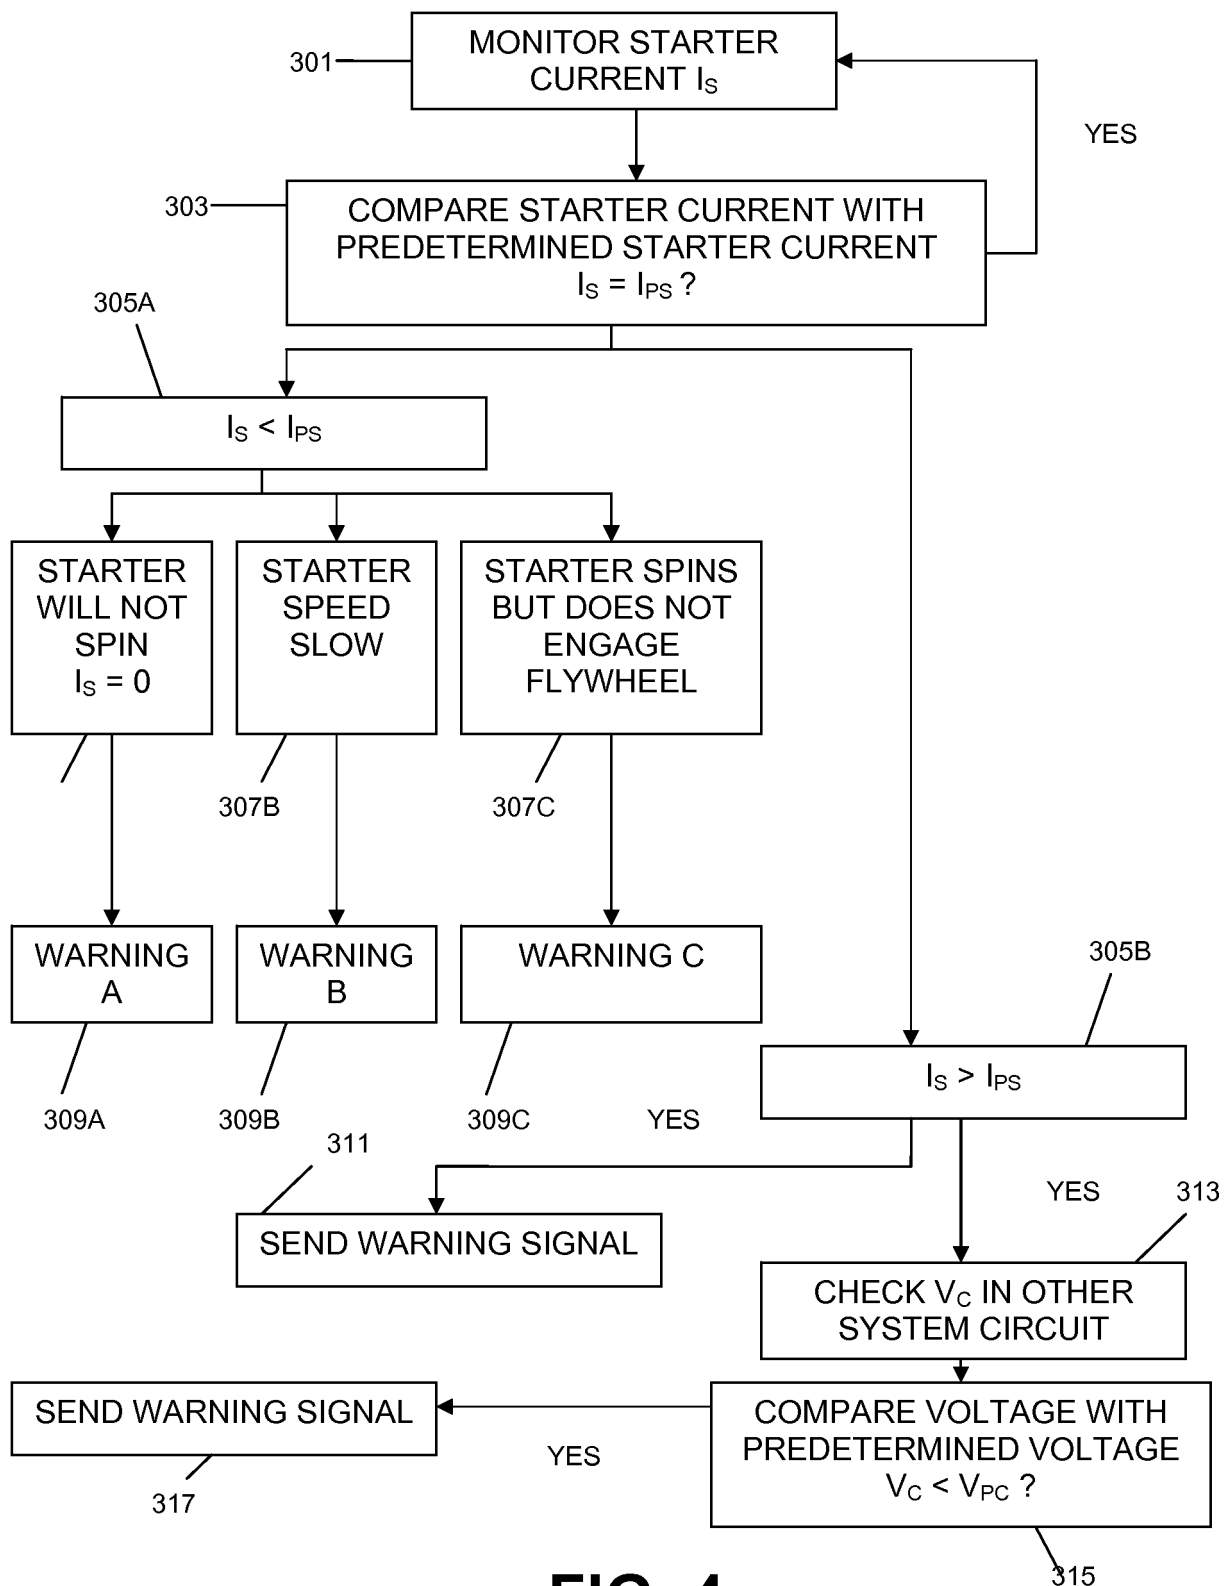 MONITOR STARTER
CURRENT IS
301
YES
303
COMPARE STARTER CURRENT WITH
PREDETERMINED STARTER CURRENT
IS = IPS ?
305A
IS < IPS
STARTER
WILL NOT
SPIN
IS = 0
STARTER
SPEED
SLOW
STARTER SPINS
BUT DOES NOT
ENGAGE
FLYWHEEL
307B
307C
WARNING
A
WARNING
B
WARNING C
305B
IS > IPS
309A
309B
309C
YES
311
YES
313
SEND WARNING SIGNAL
CHECK VC IN OTHER
SYSTEM CIRCUIT
SEND WARNING SIGNAL
COMPARE VOLTAGE WITH
PREDETERMINED VOLTAGE
VC < VPC ?
YES
317
315